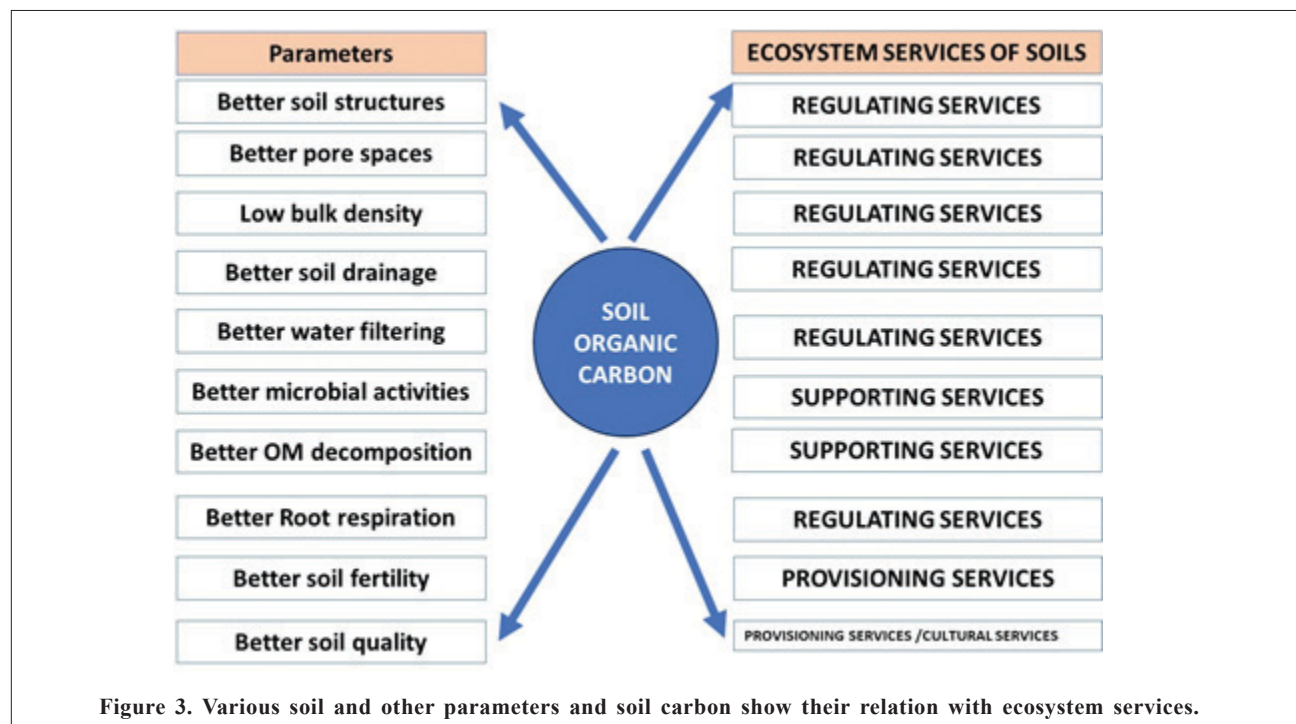 Parameters
Better soil structures
Better pore spaces
Low bulk density
Better soil drainage
Better water filtering
Better microbial activities
Better OM decomposition
Better Root respiration
Better soil fertility
Better soil quality
SOIL
ORGANIC
CARBON
ECOSYSTEM SERVICES OF SOILS
REGULATING SERVICES
REGULATING SERVICES
REGULATING SERVICES
REGULATING SERVICES
REGULATING SERVICES
SUPPORTING SERVICES
SUPPORTING SERVICES
REGULATING SERVICES
PROVISIONING SERVICES
PROVISIONING SERVICES /CULTURAL SERVICES
Figure 3. Various soil and other parameters and soil carbon show their relation with ecosystem services.